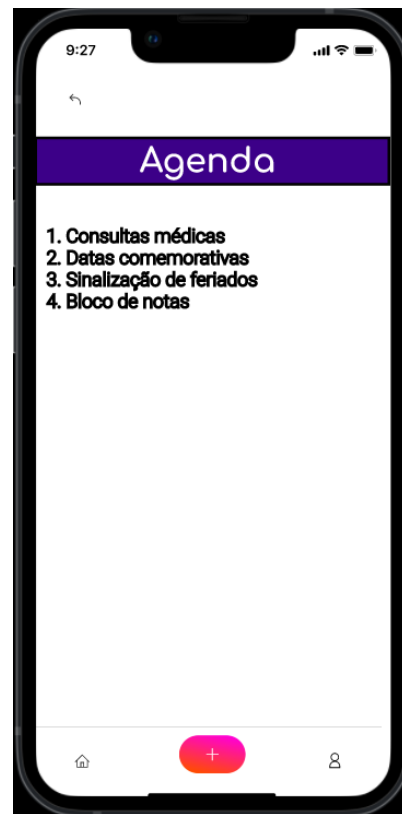 9:27
Agenda
1. Consultas médicas
2. Datas comemorativas
3. Sinalização de feriados
4. Bloco de notas